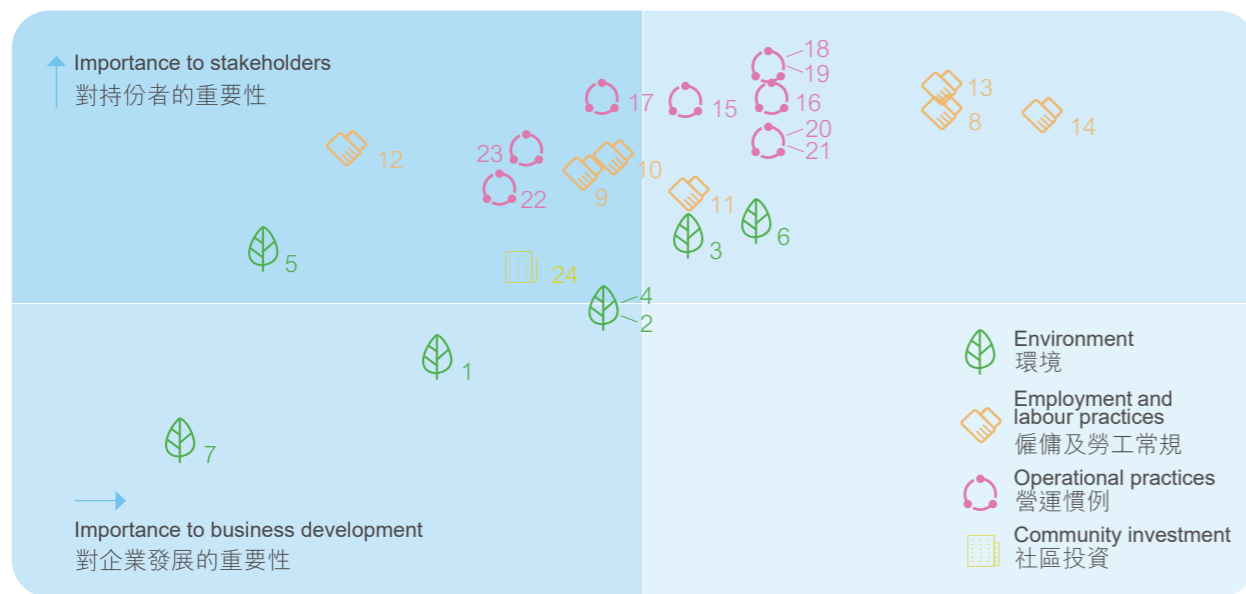 Importance to stakeholders
對持份者的重要性
18
19
17
15
16
13
8
14
20
21
12
23
10
9
22
11
3
6
5
24
4
2
1
7
Environment
環境
Employment and
labour practices
僱傭及勞工常規
Operational practices
營運慣例
Community investment
社區投資
Importance to business development
對企業發展的重要性